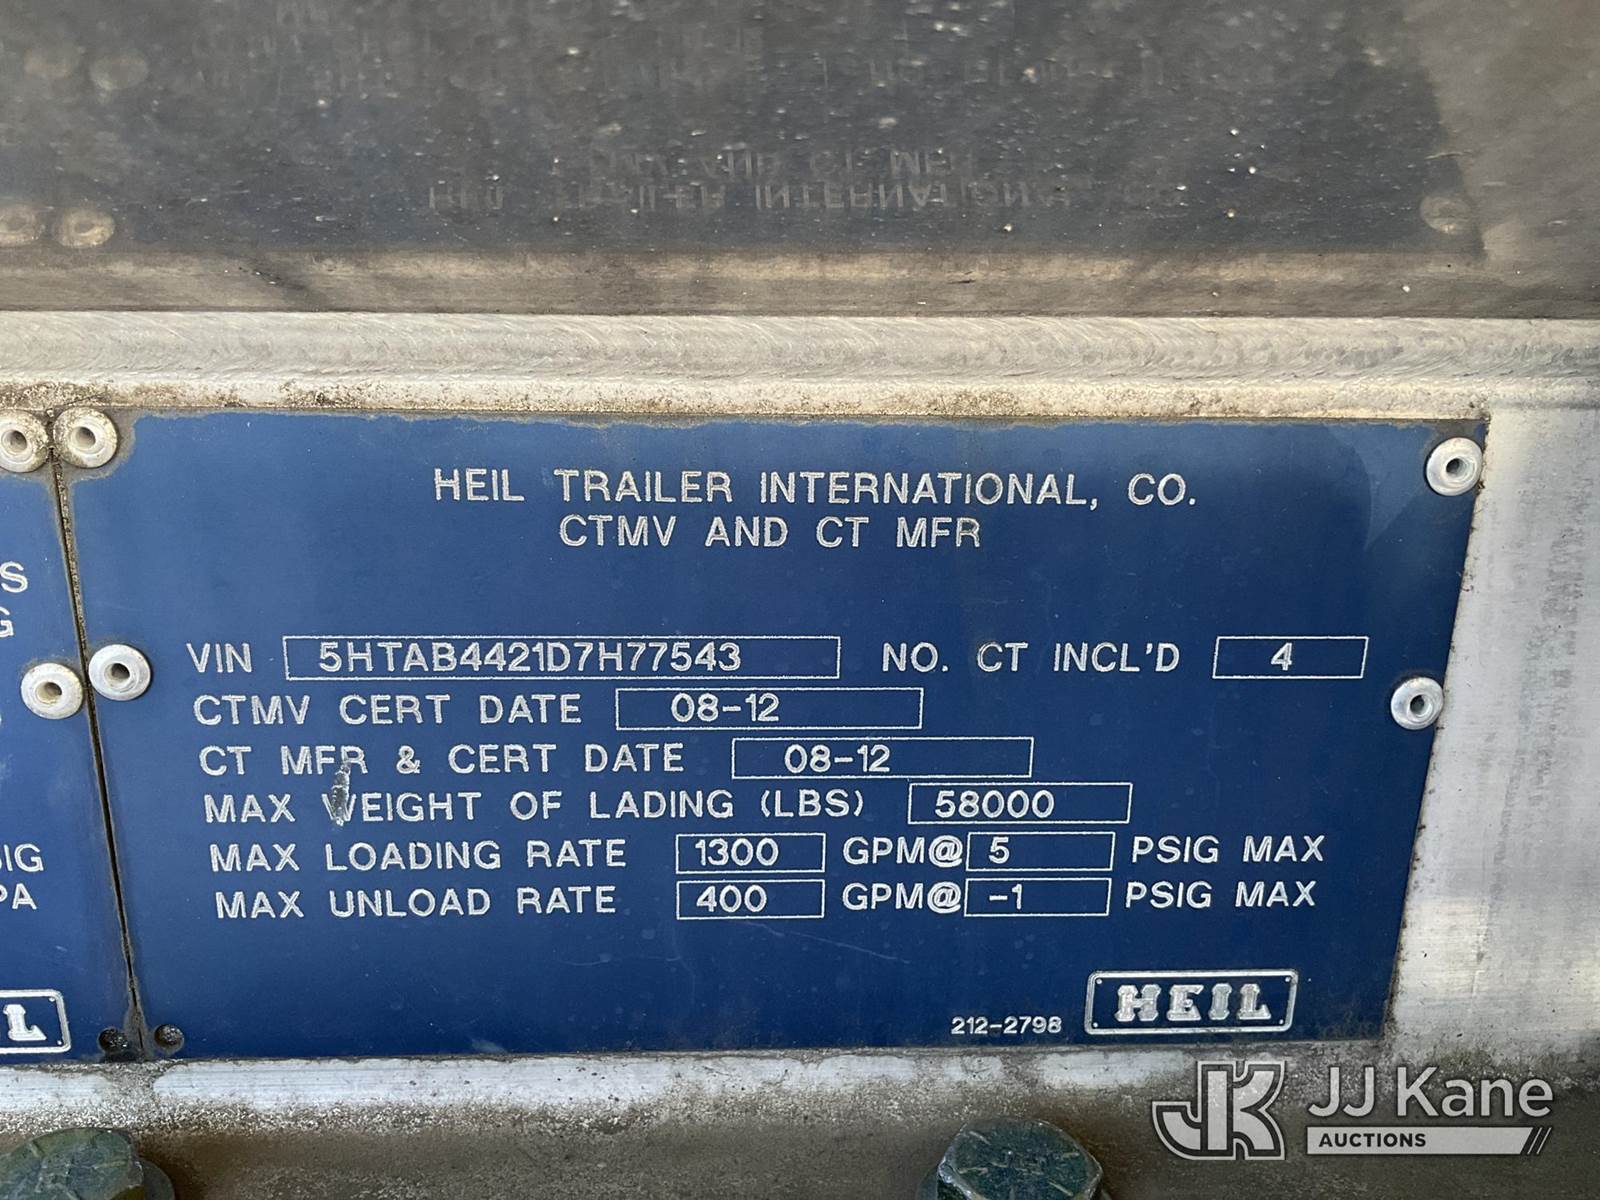 HEIL TRAILER INTERNATIONAL, CO.
CTMV AND CT MFR
VIN 5HTAB4421D7H77543 NO. CT INCL'D 4
CTMV CERT DATE 08-12
CT MFR & CERT DATE 08-12
MAX WEIGHT OF LADING (LBS) 58000
MAX LOADING RATE 1300 GPM@ 5 PSIG MAX
MAX UNLOAD RATE 400 GPM@ -1 PSIG MAX
212-2798 HEIL
S
G
SIG
PA
L
JJ Kane
AUCTIONS